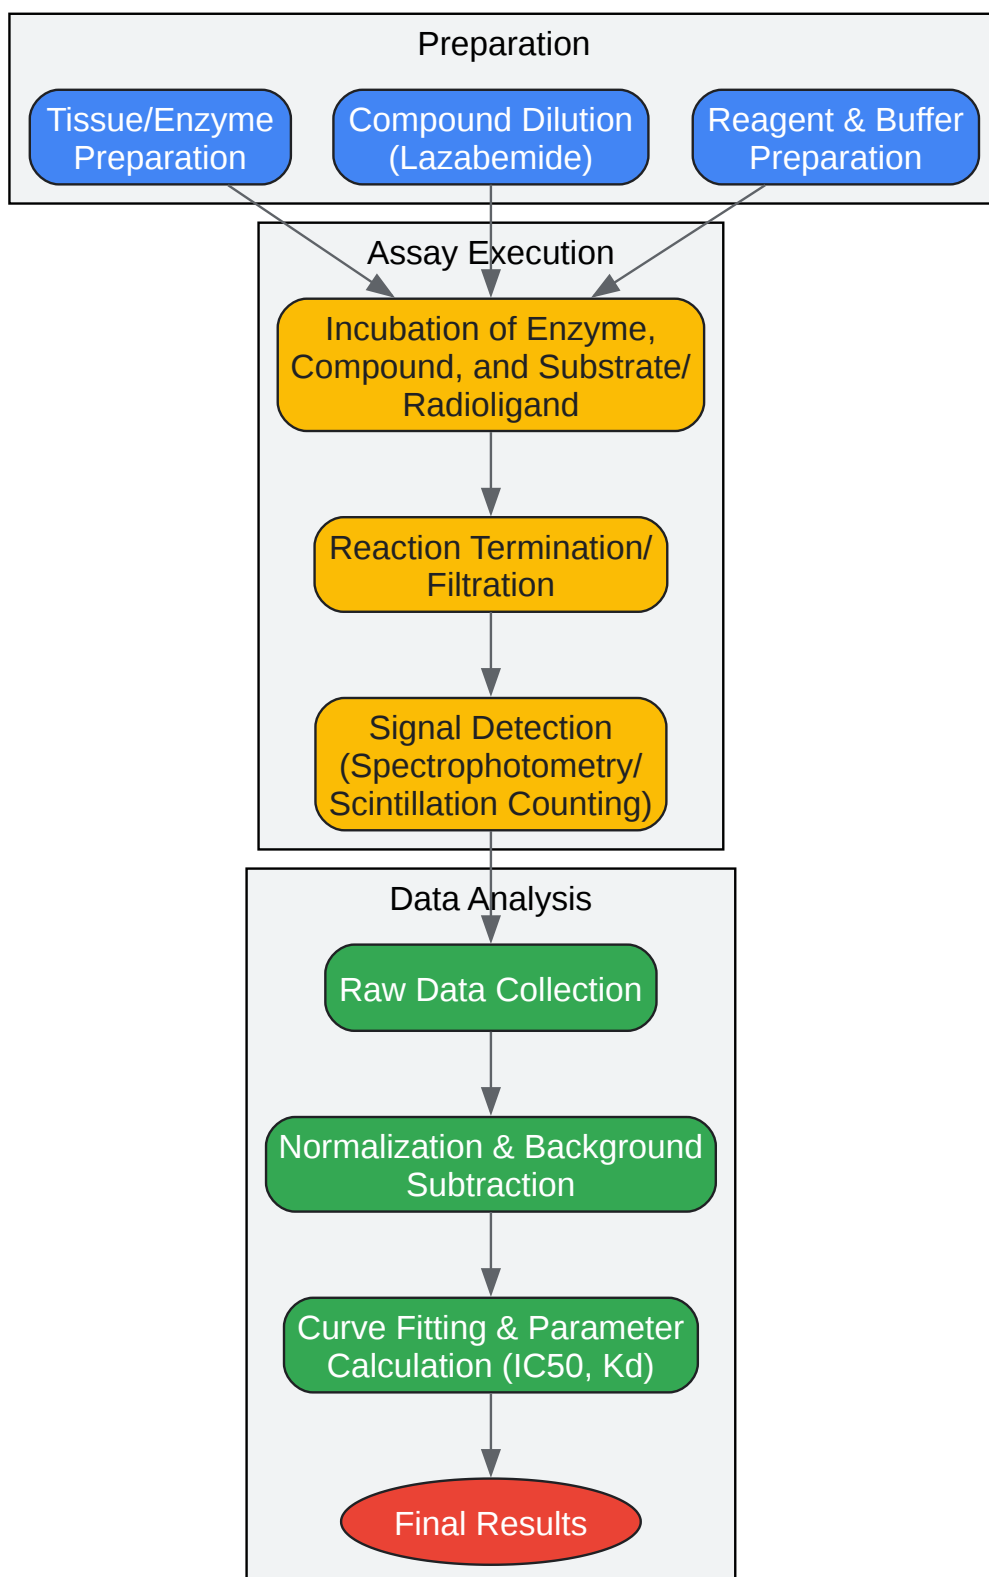 Preparation
Tissue/Enzyme
Preparation
Compound Dilution
(Lazabemide)
Reagent & Buffer
Preparation
Assay Execution
Incubation of Enzyme,
Compound, and Substrate/
Radioligand
Reaction Termination/
Filtration
Signal Detection
(Spectrophotometry/
Scintillation Counting)
Data Analysis
Raw Data Collection
Normalization & Background
Subtraction
Curve Fitting & Parameter
Calculation (IC50, Kd)
Final Results